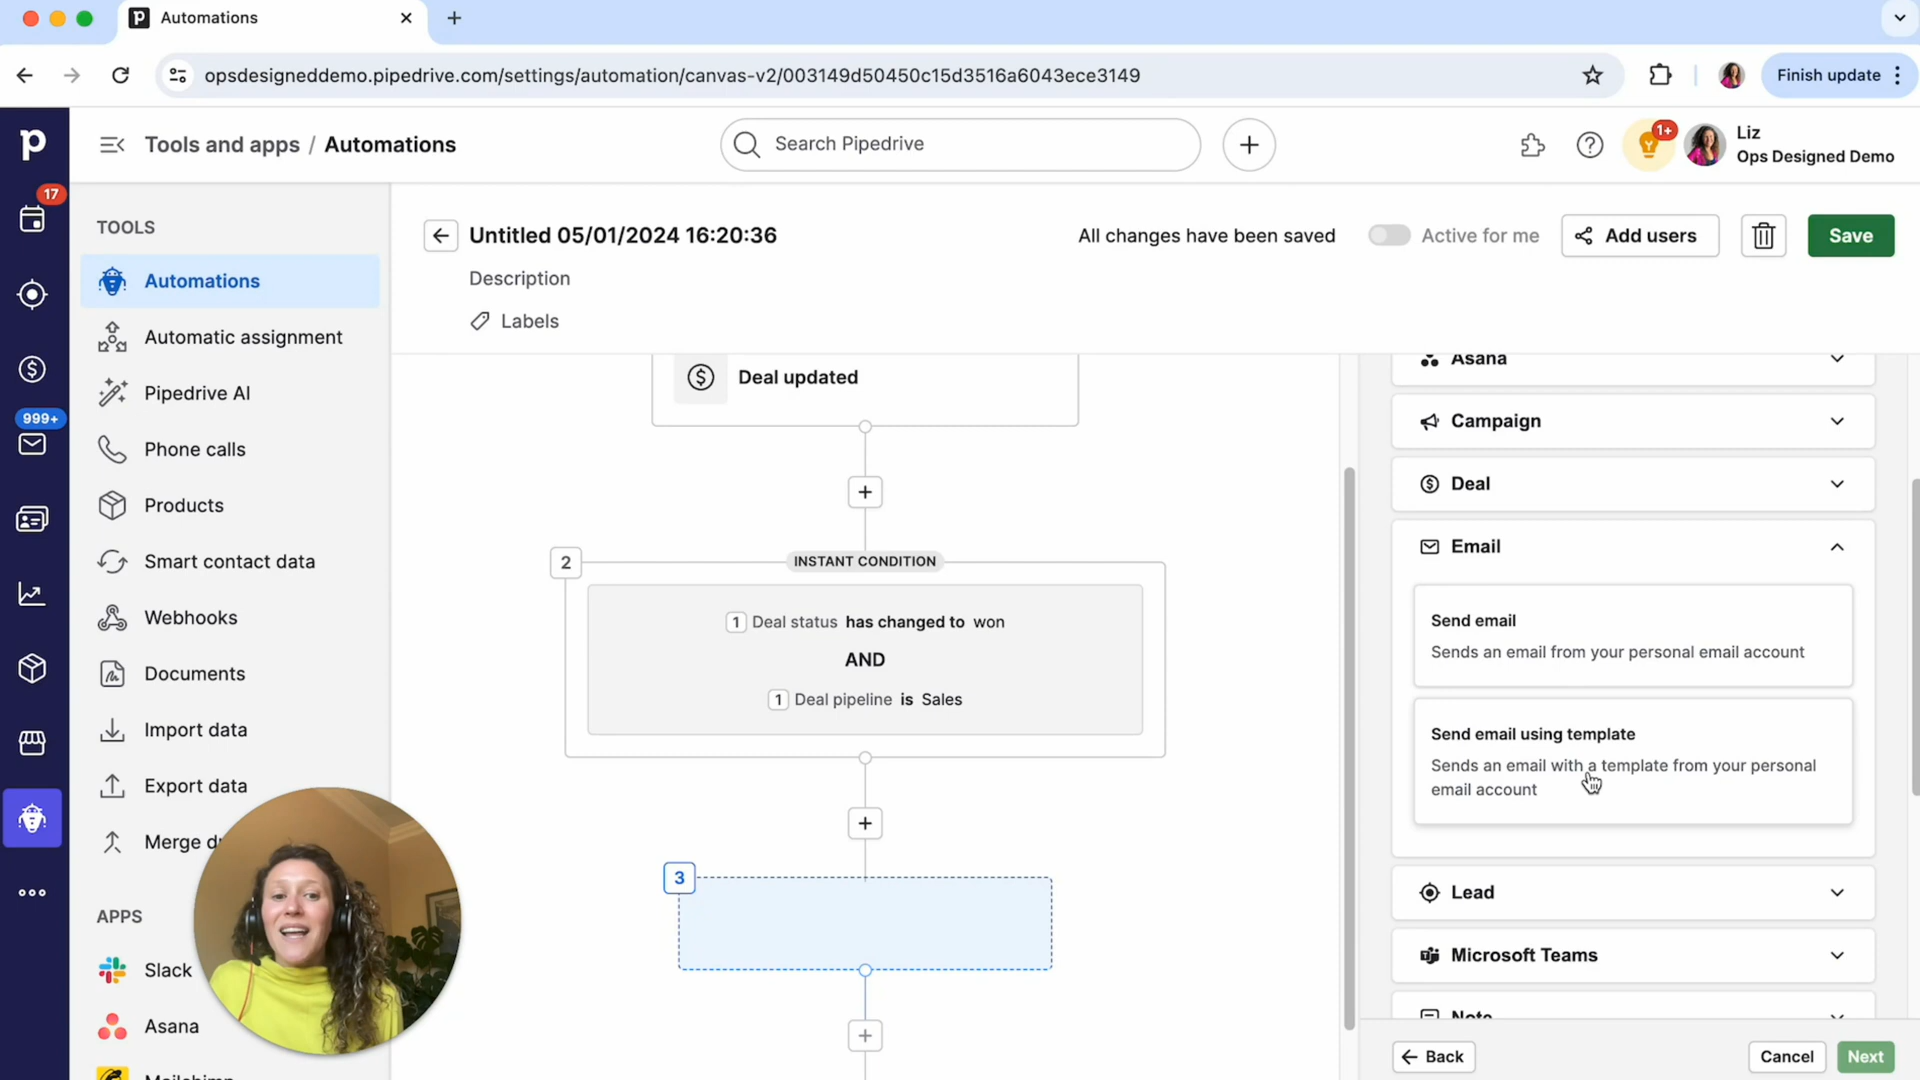 Automations
opsdesigneddemo.pipedrive.com/settings/automation/canvas-v2/003149d50450c15d3516a6043ece3149
Finish update
Tools and apps / Automations
Search Pipedrive
1+
Liz
Ops Designed Demo
17
999+
TOOLS
Automations
Automatic assignment
Pipedrive AI
Phone calls
Products
Smart contact data
Webhooks
Documents
Import data
Export data
Merge d
APPS
Slack
Asana
Untitled 05/01/2024 16:20:36
All changes have been saved
Active for me
Add users
Save
Description
Labels
Deal updated
2
INSTANT CONDITION
1 Deal status has changed to won
AND
1 Deal pipeline is Sales
3
Asana
Campaign
Deal
Email
Send email
Sends an email from your personal email account
Send email using template
Sends an email with a template from your personal
email account
Lead
Microsoft Teams
Note
Back
Cancel
Next